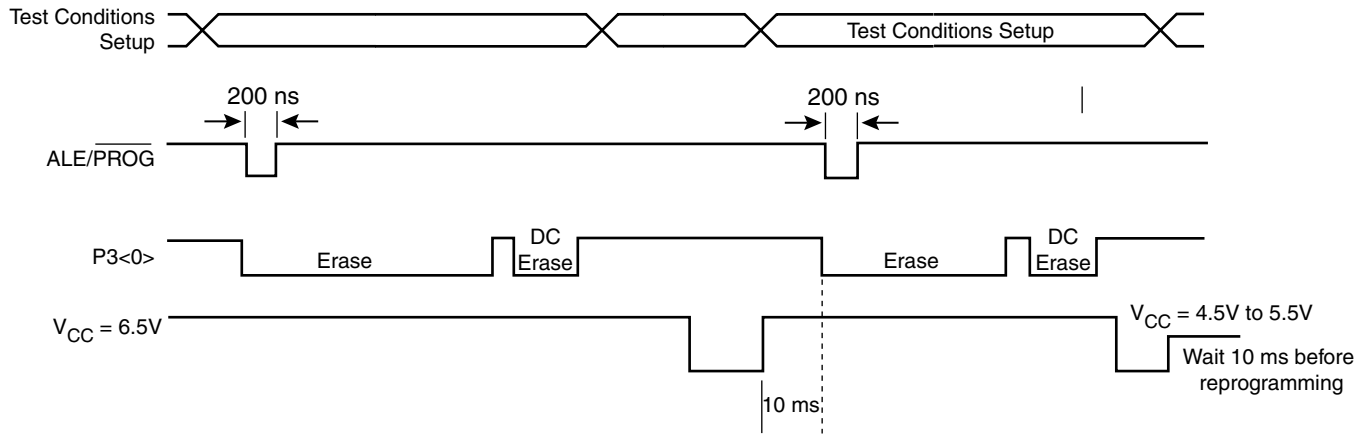 Test Conditions
Setup
Test Conditions Setup
200 ns
200 ns
ALE/PROG
P3<0>
Erase
DC
Erase
Erase
DC
Erase
VCC = 6.5V
VCC = 4.5V to 5.5V
Wait 10 ms before
reprogramming
10 ms